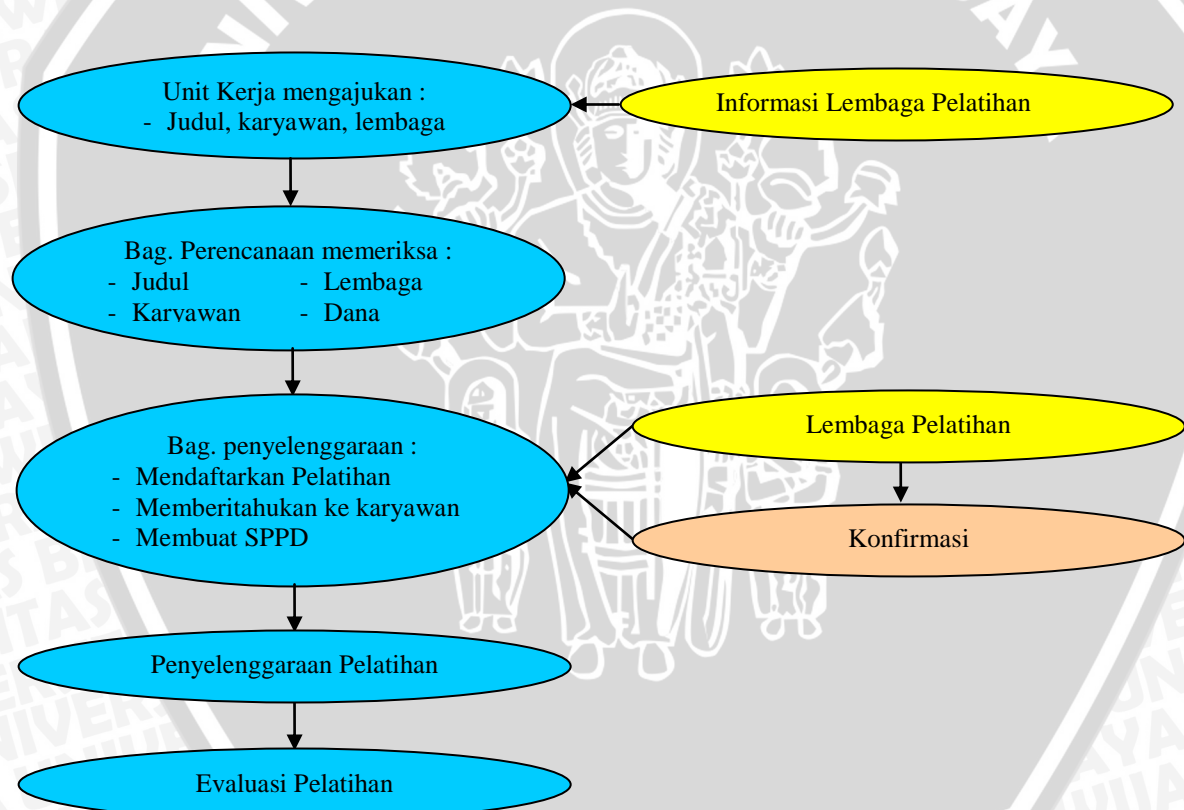 Unit Kerja mengajukan :
- Judul, karyawan, lembaga
Informasi Lembaga Pelatihan
Bag. Perencanaan memeriksa :
- Judul - Lembaga
- Karyawan - Dana
Bag. penyelenggaraan :
- Mendaftarkan Pelatihan
- Memberitahukan ke karyawan
- Membuat SPPD
Lembaga Pelatihan
Konfirmasi
Penyelenggaraan Pelatihan
Evaluasi Pelatihan